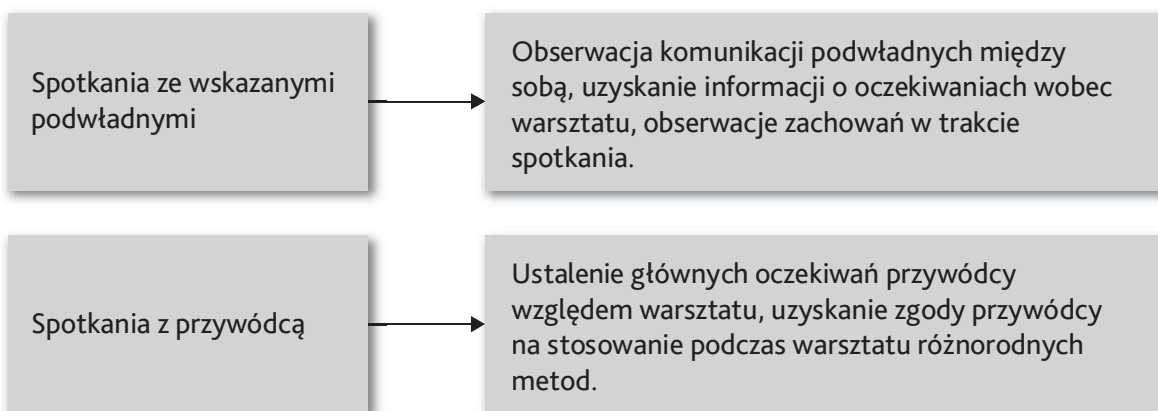 Spotkania ze wskazanymi
podwładnymi
Obserwacja komunikacji podwładnych między
sobą, uzyskanie informacji o oczekiwaniach wobec
warsztatu, obserwacje zachowań w trakcie
spotkania.
Spotkania z przywódcą
Ustalenie głównych oczekiwań przywódcy
względem warsztatu, uzyskanie zgody przywódcy
na stosowanie podczas warsztatu różnorodnych
metod.